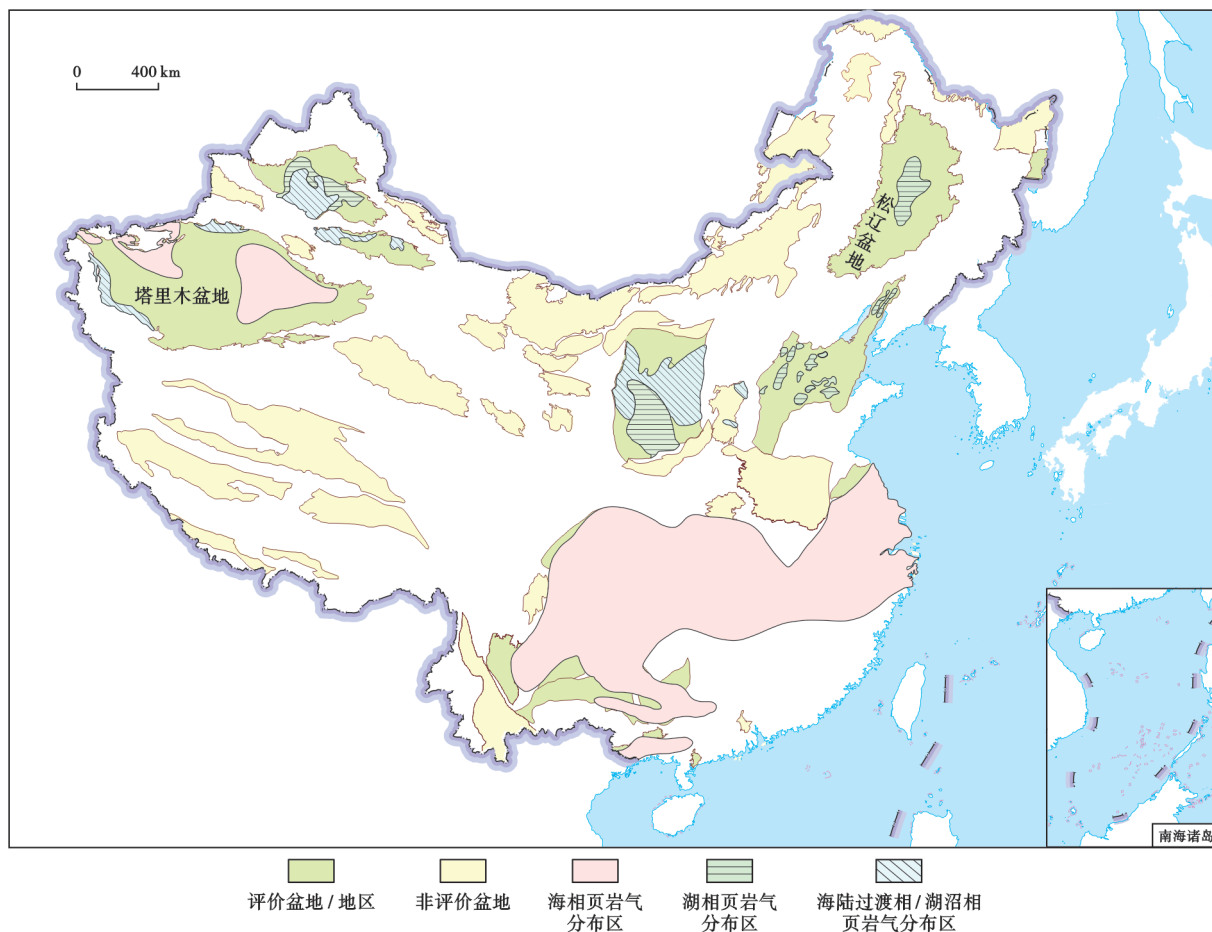 0 400 km
松辽盆地
塔里木盆地
南海诸岛
评价盆地/地区
非评价盆地
海相页岩气
分布区
湖相页岩气
分布区
海陆过渡相/湖沼相
页岩气分布区